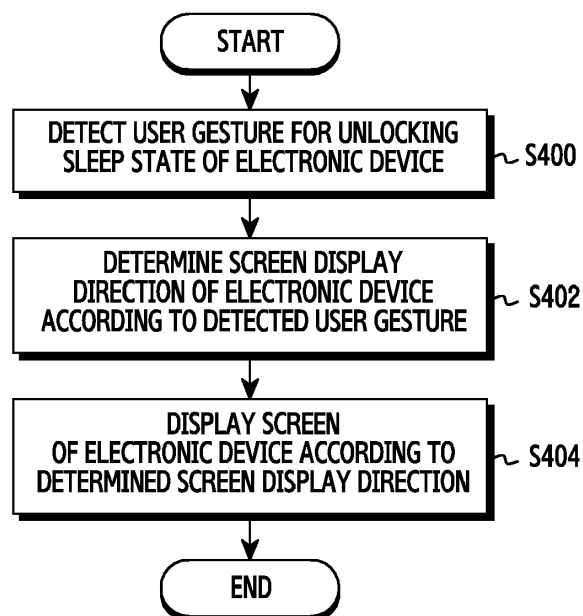 START
DETECT USER GESTURE FOR UNLOCKING
SLEEP STATE OF ELECTRONIC DEVICE
S400
DETERMINE SCREEN DISPLAY
DIRECTION OF ELECTRONIC DEVICE
ACCORDING TO DETECTED USER GESTURE
S402
DISPLAY SCREEN
OF ELECTRONIC DEVICE ACCORDING TO
DETERMINED SCREEN DISPLAY DIRECTION
S404
END